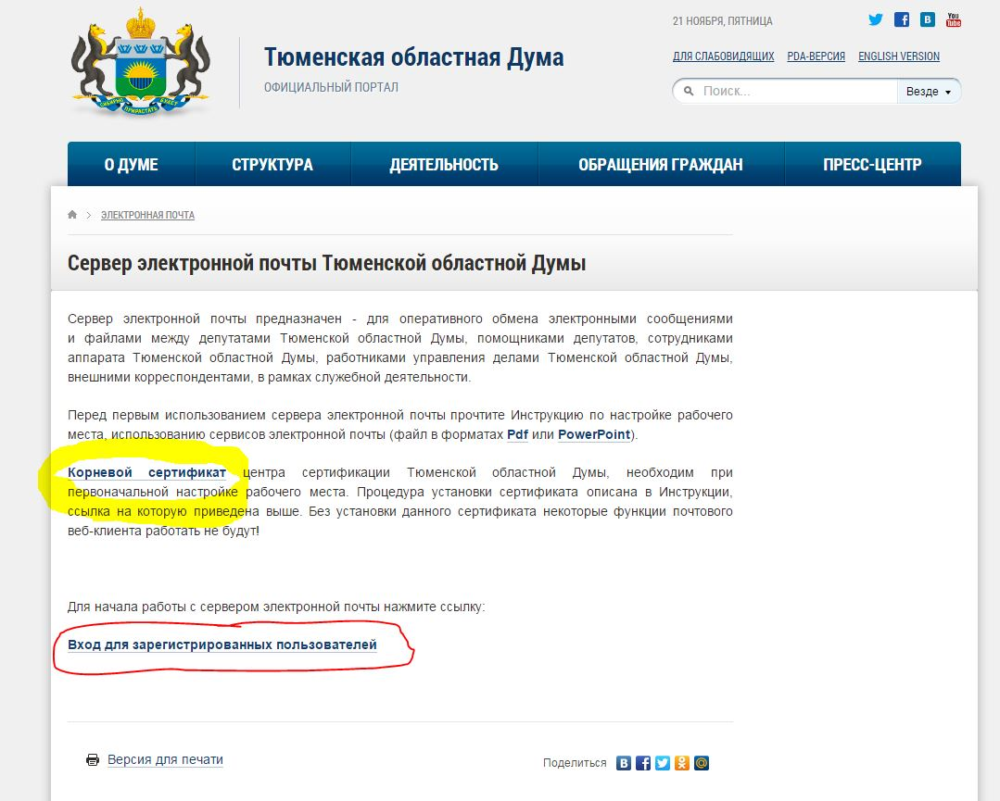 21 НОЯБРЯ, ПЯТНИЦА
You
Tube
Тюменская областная Дума
ОФИЦИАЛЬНЫЙ ПОРТАЛ
ДЛЯ СЛАБОВИДЯЩИХ PDA-ВЕРСИЯ ENGLISH VERSION
Поиск... Везде
СИБИРЬЮ ПРИРАСТАТЬ БУДЕТ
О ДУМЕ СТРУКТУРА ДЕЯТЕЛЬНОСТЬ ОБРАЩЕНИЯ ГРАЖДАН ПРЕСС-ЦЕНТР
ЭЛЕКТРОННАЯ ПОЧТА
Сервер электронной почты Тюменской областной Думы
Сервер электронной почты предназначен - для оперативного обмена электронными сообщениями
и файлами между депутатами Тюменской областной Думы, помощниками депутатов, сотрудниками
аппарата Тюменской областной Думы, работниками управления делами Тюменской областной Думы,
внешними корреспондентами, в рамках служебной деятельности.
Перед первым использованием сервера электронной почты прочтите Инструкцию по настройке рабочего
места, использованию сервисов электронной почты (файл в форматах Pdf или PowerPoint).
Корневой сертификат центра сертификации Тюменской областной Думы, необходим при
первоначальной настройке рабочего места. Процедура установки сертификата описана в Инструкции,
ссылка на которую приведена выше. Без установки данного сертификата некоторые функции почтового
веб-клиента работать не будут!
Для начала работы с сервером электронной почты нажмите ссылку:
Вход для зарегистрированных пользователей
Версия для печати
Поделиться